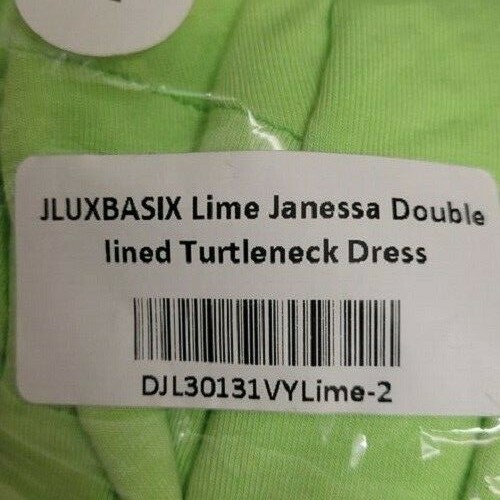 JLUXBASIX Lime Janessa Double
lined Turtleneck Dress
DJL30131VYLime-2